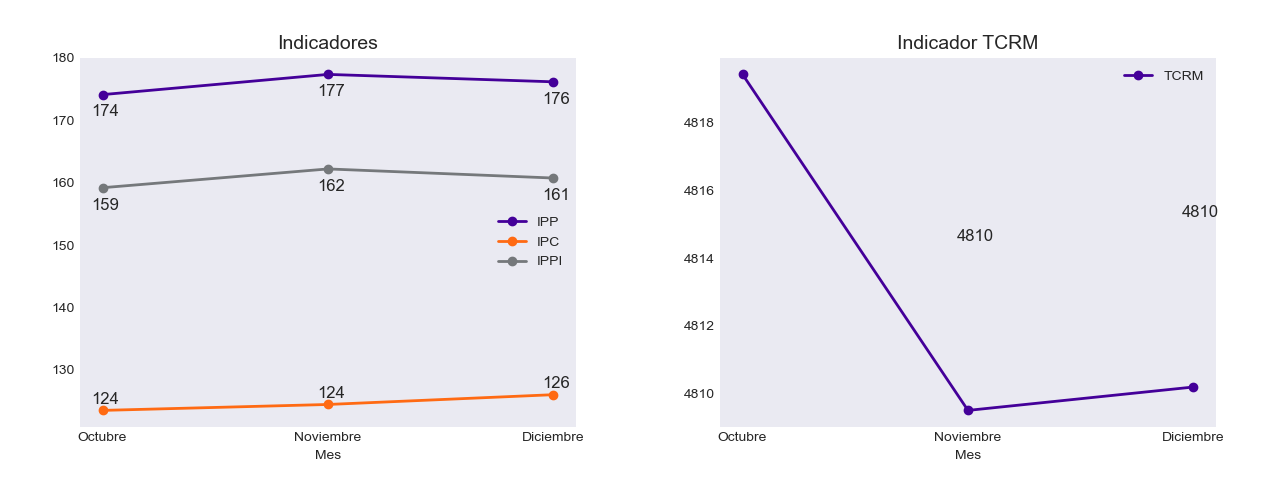 Indicadores
180
170
160
150
140
130
174
177
176
159
162
161
124
124
126
IPP
IPC
IPPI
Octubre
Noviembre
Diciembre
Mes
Indicador TCRM
TCRM
4818
4816
4814
4812
4810
4810
4810
Octubre
Noviembre
Diciembre
Mes